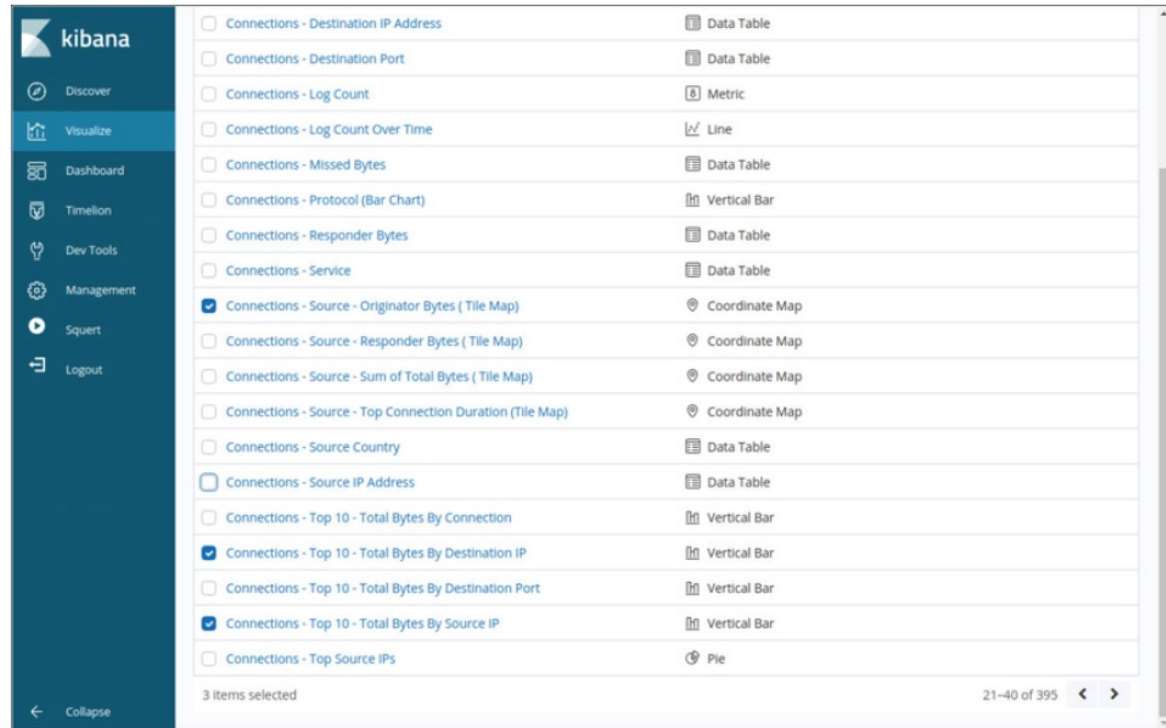 kibana
Discover
Visualize
Dashboard
Timelion
Dev Tools
Management
Squert
Logout
Collapse
Connections - Destination IP Address Data Table
Connections - Destination Port Data Table
Connections - Log Count 8 Metric
Connections - Log Count Over Time Line
Connections - Missed Bytes Data Table
Connections - Protocol (Bar Chart) Vertical Bar
Connections - Responder Bytes Data Table
Connections - Service Data Table
Connections - Source - Originator Bytes ( Tile Map) Coordinate Map
Connections - Source - Responder Bytes ( Tile Map) Coordinate Map
Connections - Source - Sum of Total Bytes ( Tile Map) Coordinate Map
Connections - Source - Top Connection Duration (Tile Map) Coordinate Map
Connections - Source Country Data Table
Connections - Source IP Address Data Table
Connections - Top 10 - Total Bytes By Connection Vertical Bar
Connections - Top 10 - Total Bytes By Destination IP Vertical Bar
Connections - Top 10 - Total Bytes By Destination Port Vertical Bar
Connections - Top 10 - Total Bytes By Source IP Vertical Bar
Connections - Top Source IPs Pie
3 items selected 21–40 of 395